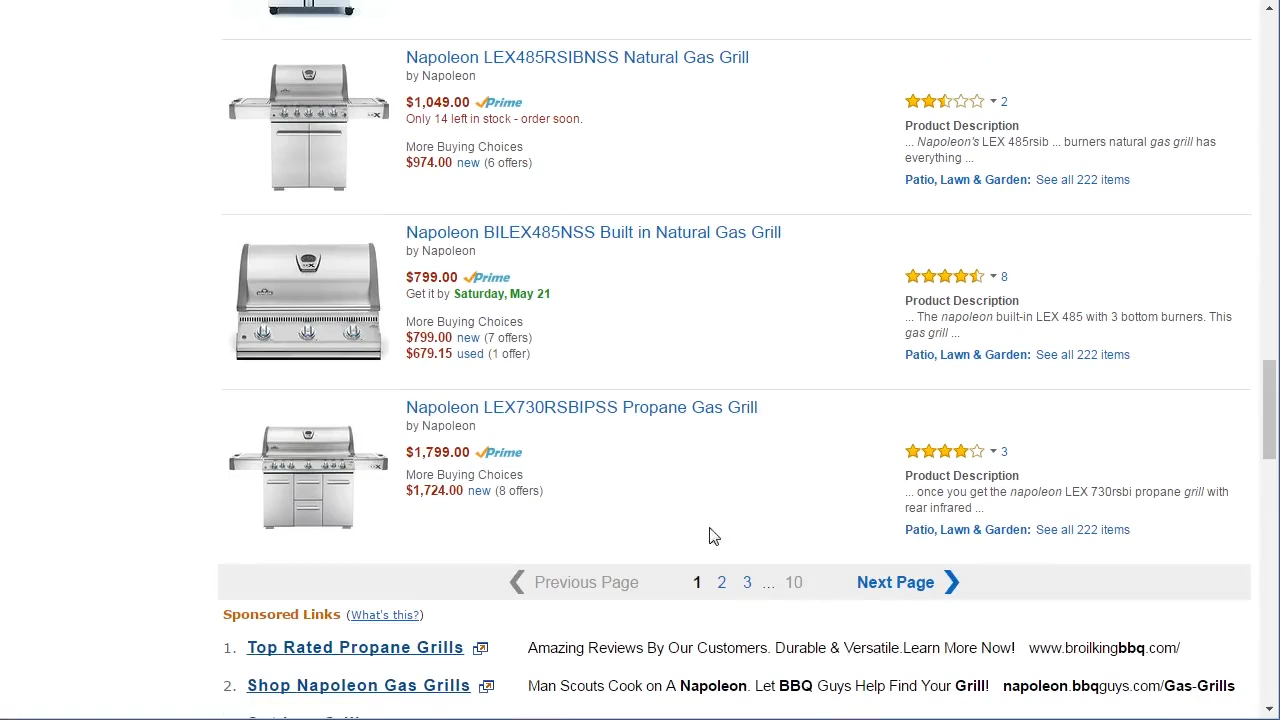 Napoleon LEX485RSIBNSS Natural Gas Grill
by Napoleon
$1,049.00 Prime
Only 14 left in stock - order soon.
More Buying Choices
$974.00 new (6 offers)
2
Product Description
... Napoleon's LEX 485rsib ... burners natural gas grill has
everything ...
Patio, Lawn & Garden: See all 222 items
Napoleon BILEX485NSS Built in Natural Gas Grill
by Napoleon
$799.00 Prime
Get it by Saturday, May 21
More Buying Choices
$799.00 new (7 offers)
$679.15 used (1 offer)
8
Product Description
... The napoleon built-in LEX 485 with 3 bottom burners. This
gas grill ...
Patio, Lawn & Garden: See all 222 items
Napoleon LEX730RSBIPSS Propane Gas Grill
by Napoleon
$1,799.00 Prime
More Buying Choices
$1,724.00 new (8 offers)
3
Product Description
... once you get the napoleon LEX 730rsbi propane grill with
rear infrared ...
Patio, Lawn & Garden: See all 222 items
Previous Page 1 2 3 ... 10 Next Page
Sponsored Links (What's this?)
1. Top Rated Propane Grills Amazing Reviews By Our Customers. Durable & Versatile.Learn More Now! www.broilkingbbq.com/
2. Shop Napoleon Gas Grills Man Scouts Cook on A Napoleon. Let BBQ Guys Help Find Your Grill! napoleon.bbqguys.com/Gas-Grills